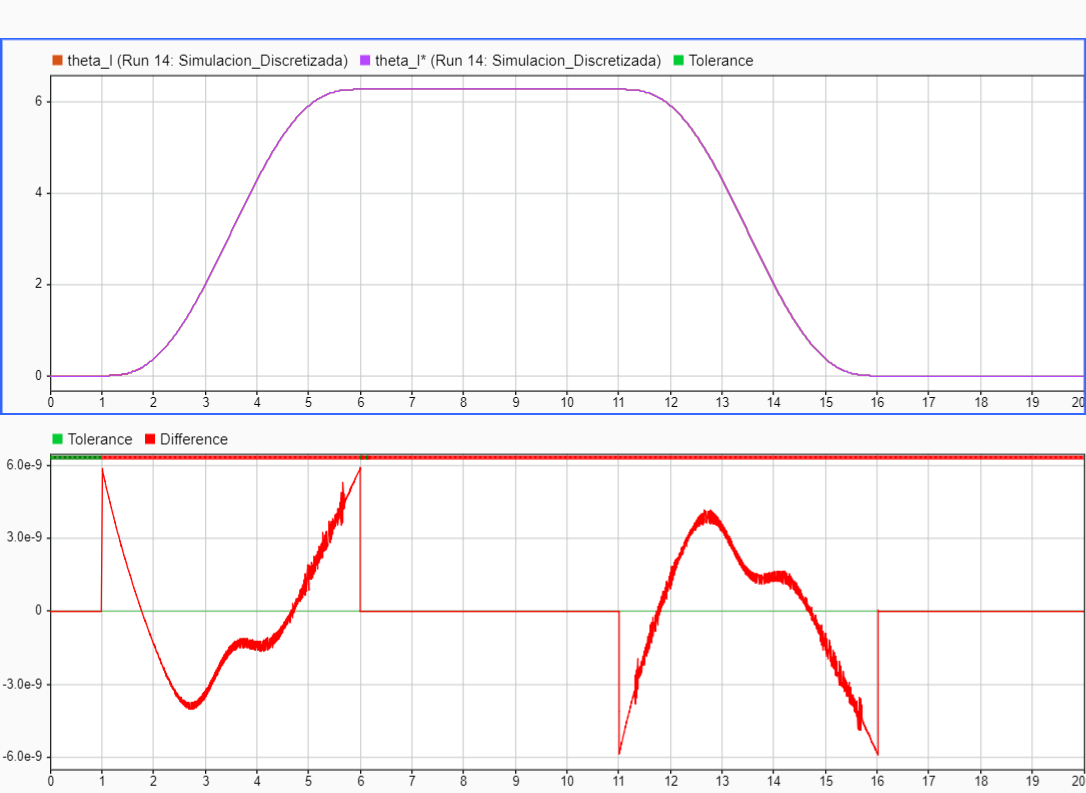 theta_l (Run 14: Simulacion_Discretizada) theta_l* (Run 14: Simulacion_Discretizada) Tolerance
6
4
2
0
0 1 2 3 4 5 6 7 8 9 10 11 12 13 14 15 16 17 18 19 20
Tolerance Difference
6.0e-9
3.0e-9
0
-3.0e-9
-6.0e-9
0 1 2 3 4 5 6 7 8 9 10 11 12 13 14 15 16 17 18 19 20